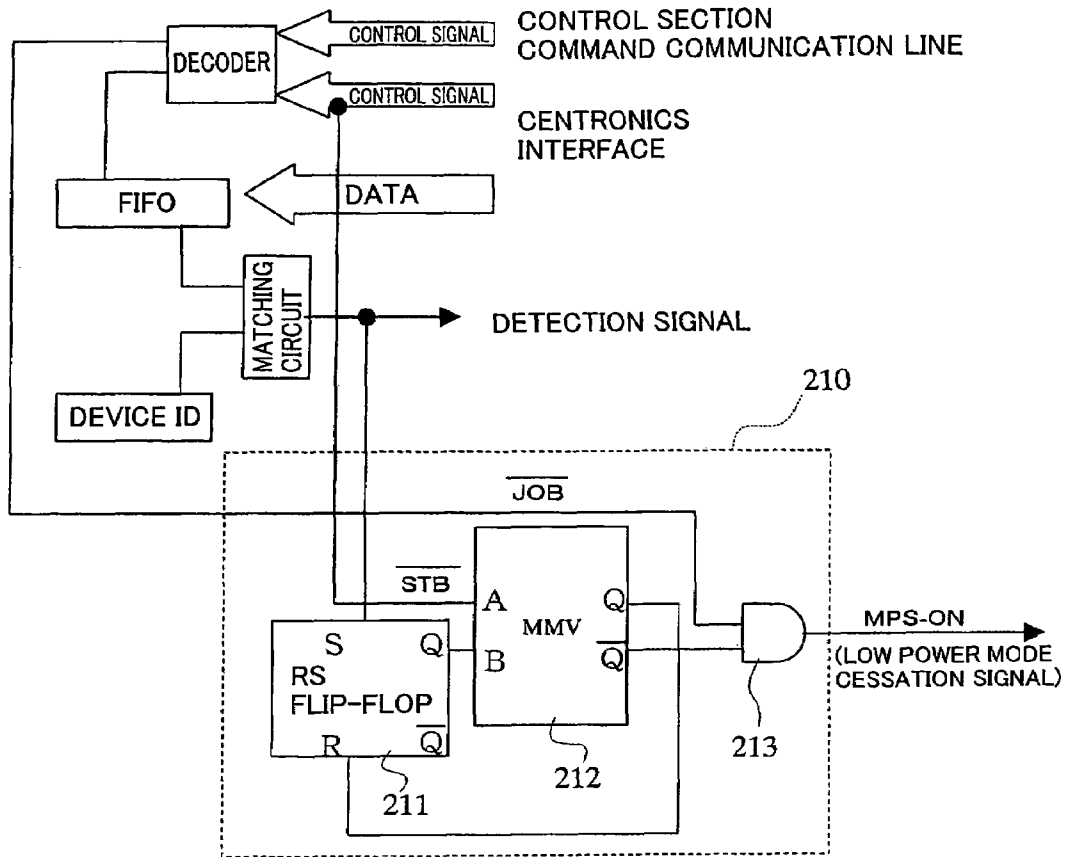 CONTROL SIGNAL
CONTROL SECTION
COMMAND COMMUNICATION LINE
DECODER
CONTROL SIGNAL
CENTRONICS
INTERFACE
FIFO
DATA
MATCHING
CIRCUIT
DETECTION SIGNAL
DEVICE ID
210
JOB
STB
A
Q
MMV
B
Q
S
Q
RS
FLIP-FLOP
R
Q
211
212
213
MPS-ON
(LOW POWER MODE
CESSATION SIGNAL)